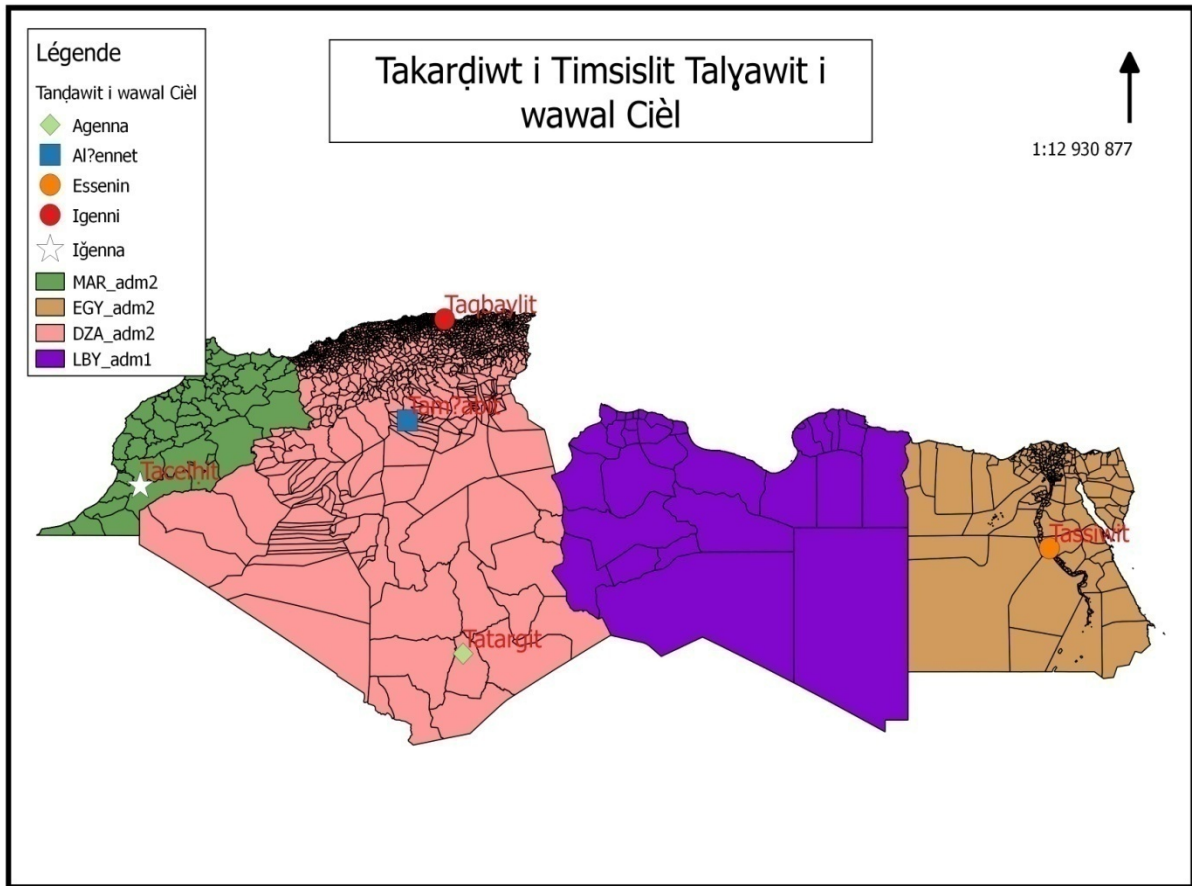 Légende
Tanḍawit i wawal Cièl
Agenna
Al?ennet
Essenin
Igenni
Iǧenna
MAR_adm2
EGY_adm2
DZA_adm2
LBY_adm1
Takarḍiwt i Timsislit Talɣawit i
wawal Cièl
1:12 930 877
Taqbaylit
Tacelḥit
Tassiwit
Tatargit